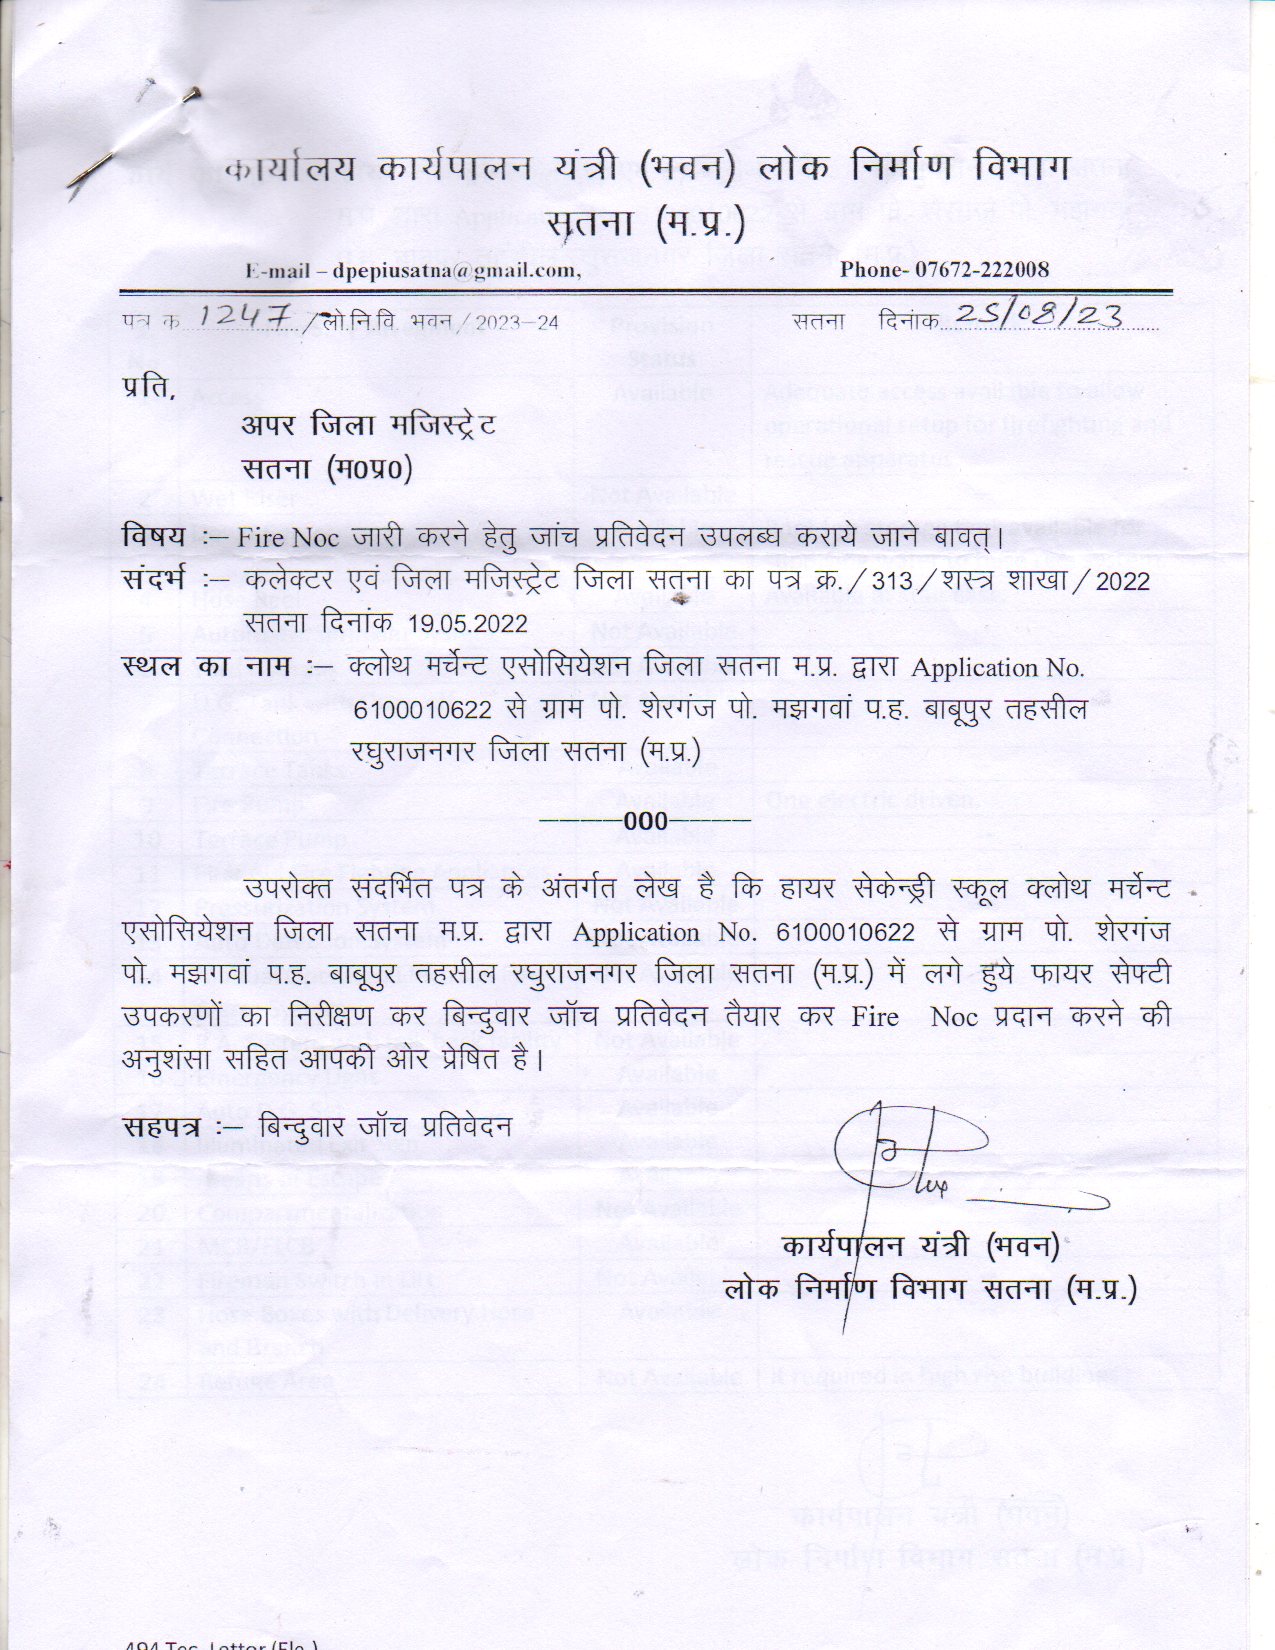 कार्यालय कार्यपालन यंत्री (भवन) लोक निर्माण विभाग
सतना (म.प्र.)
E-mail – dpepiusatna@gmail.com, Phone- 07672-222008
पत्र क 1247 /लो.नि.वि. भवन/2023–24 सतना दिनांक 25/08/23
प्रति,
अपर जिला मजिस्ट्रेट
सतना (म0प्र0)
विषय :– Fire Noc जारी करने हेतु जांच प्रतिवेदन उपलब्ध कराये जाने बावत्।
संदर्भ :– कलेक्टर एवं जिला मजिस्ट्रेट जिला सतना का पत्र क्र./313/शस्त्र शाखा/2022
सतना दिनांक 19.05.2022
स्थल का नाम :– क्लोथ मर्चेन्ट एसोसियेशन जिला सतना म.प्र. द्वारा Application No.
6100010622 से ग्राम पो. शेरगंज पो. मझगवां प.ह. बाबूपुर तहसील
रघुराजनगर जिला सतना (म.प्र.)
————000————
उपरोक्त संदर्भित पत्र के अंतर्गत लेख है कि हायर सेकेन्ड्री स्कूल क्लोथ मर्चेन्ट
एसोसियेशन जिला सतना म.प्र. द्वारा Application No. 6100010622 से ग्राम पो. शेरगंज
पो. मझगवां प.ह. बाबूपुर तहसील रघुराजनगर जिला सतना (म.प्र.) में लगे हुये फायर सेफ्टी
उपकरणों का निरीक्षण कर बिन्दुवार जॉच प्रतिवेदन तैयार कर Fire Noc प्रदान करने की
अनुशंसा सहित आपकी ओर प्रेषित है।
सहपत्र :– बिन्दुवार जॉच प्रतिवेदन
कार्यपालन यंत्री (भवन)
लोक निर्माण विभाग सतना (म.प्र.)